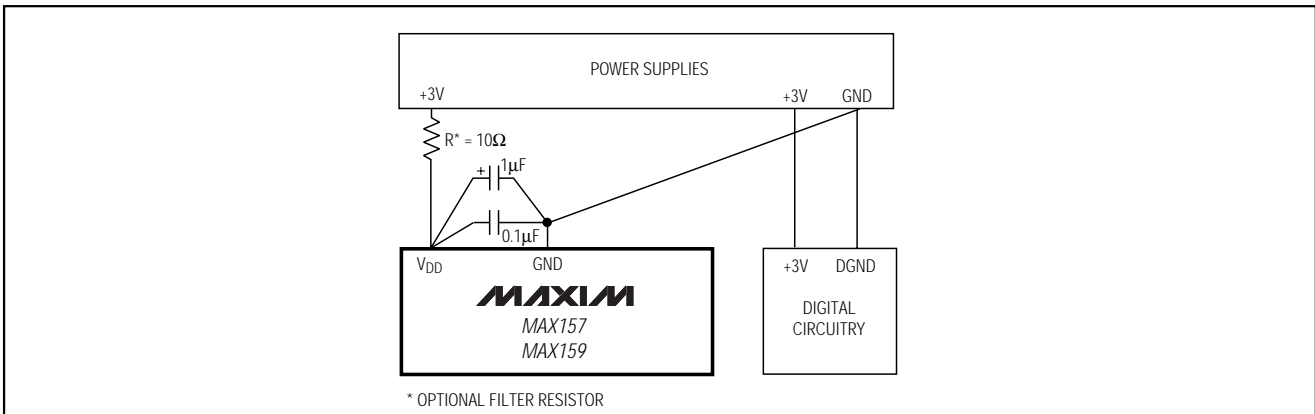 POWER SUPPLIES
+3V
+3V
GND
R* = 10Ω
+
1µF
0.1µF
VDD
GND
MAXIM
MAX157
MAX159
+3V
DGND
DIGITAL
CIRCUITRY
* OPTIONAL FILTER RESISTOR